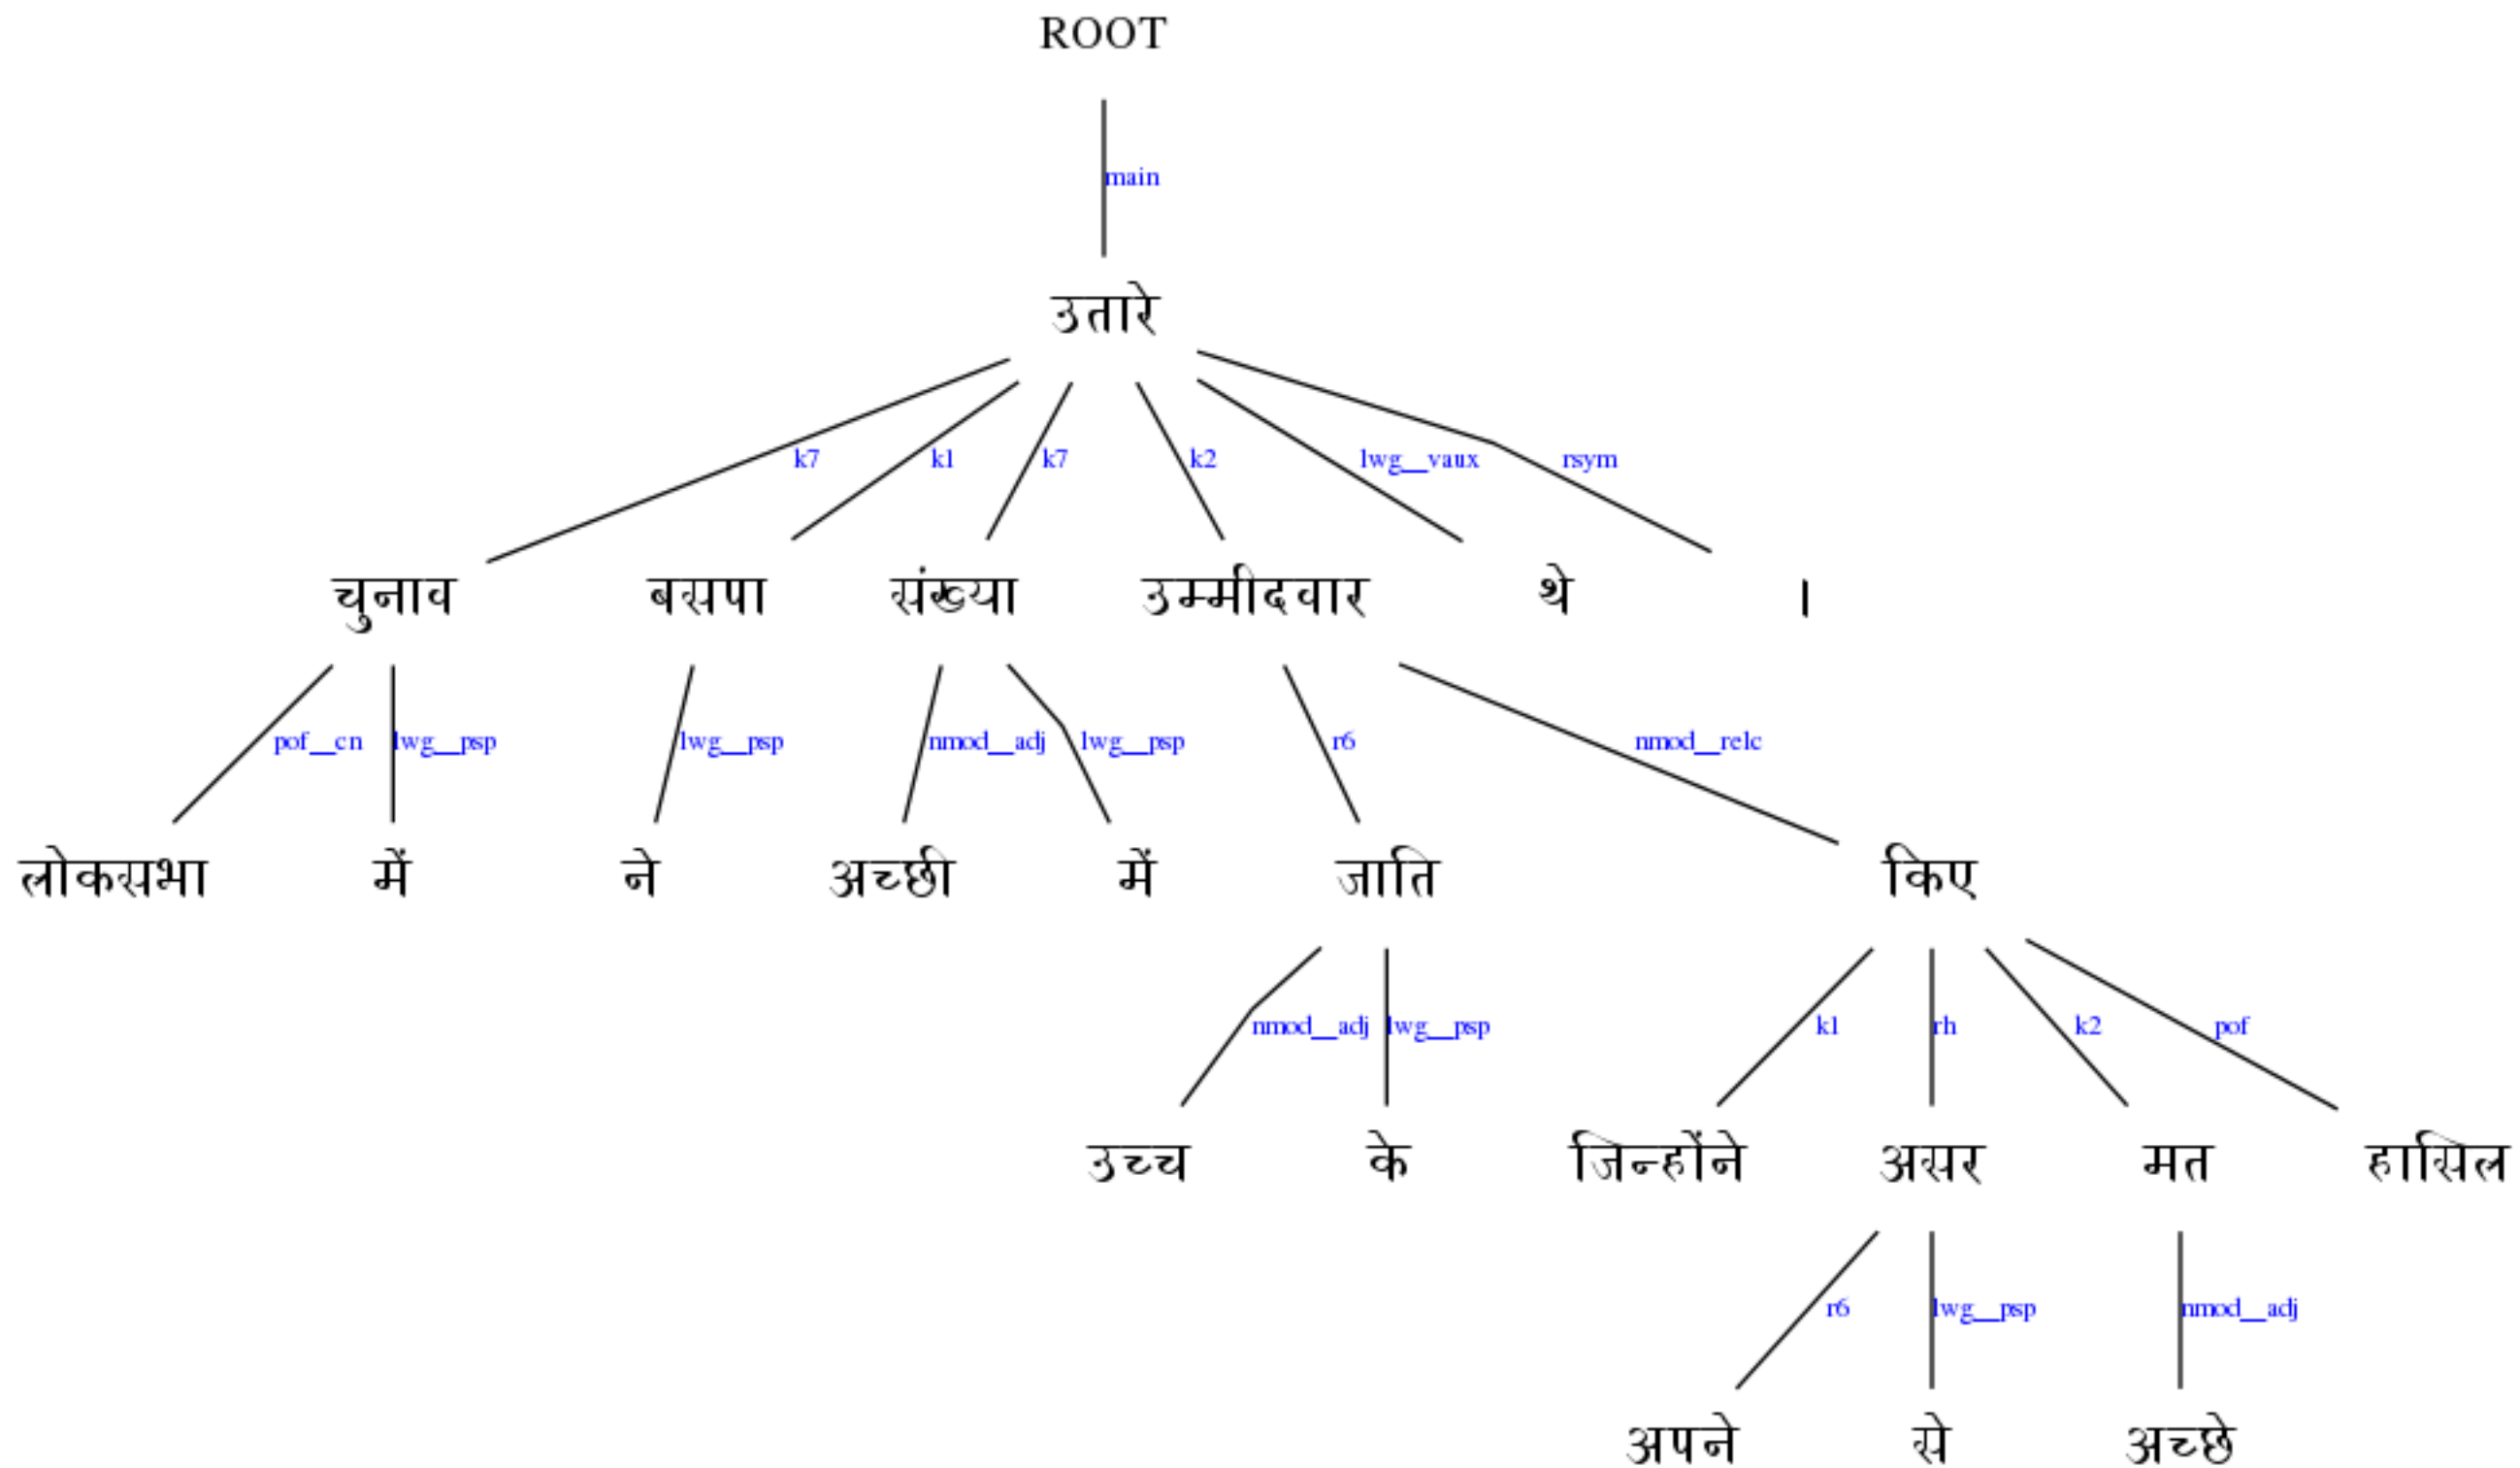 ROOT
main
उतारे
k7 k1 k7 k2 lwg__vaux rsym
चुनाव बसपा संख्या उम्मीदवार थे ।
pof__cn lwg__psp lwg__psp nmod__adj lwg__psp r6 nmod__relc
लोकसभा में ने अच्छी में जाति किए
nmod__adj lwg__psp k1 rh k2 pof
उच्च के जिन्होंने असर मत हासिल
r6 lwg__psp nmod__adj
अपने से अच्छे